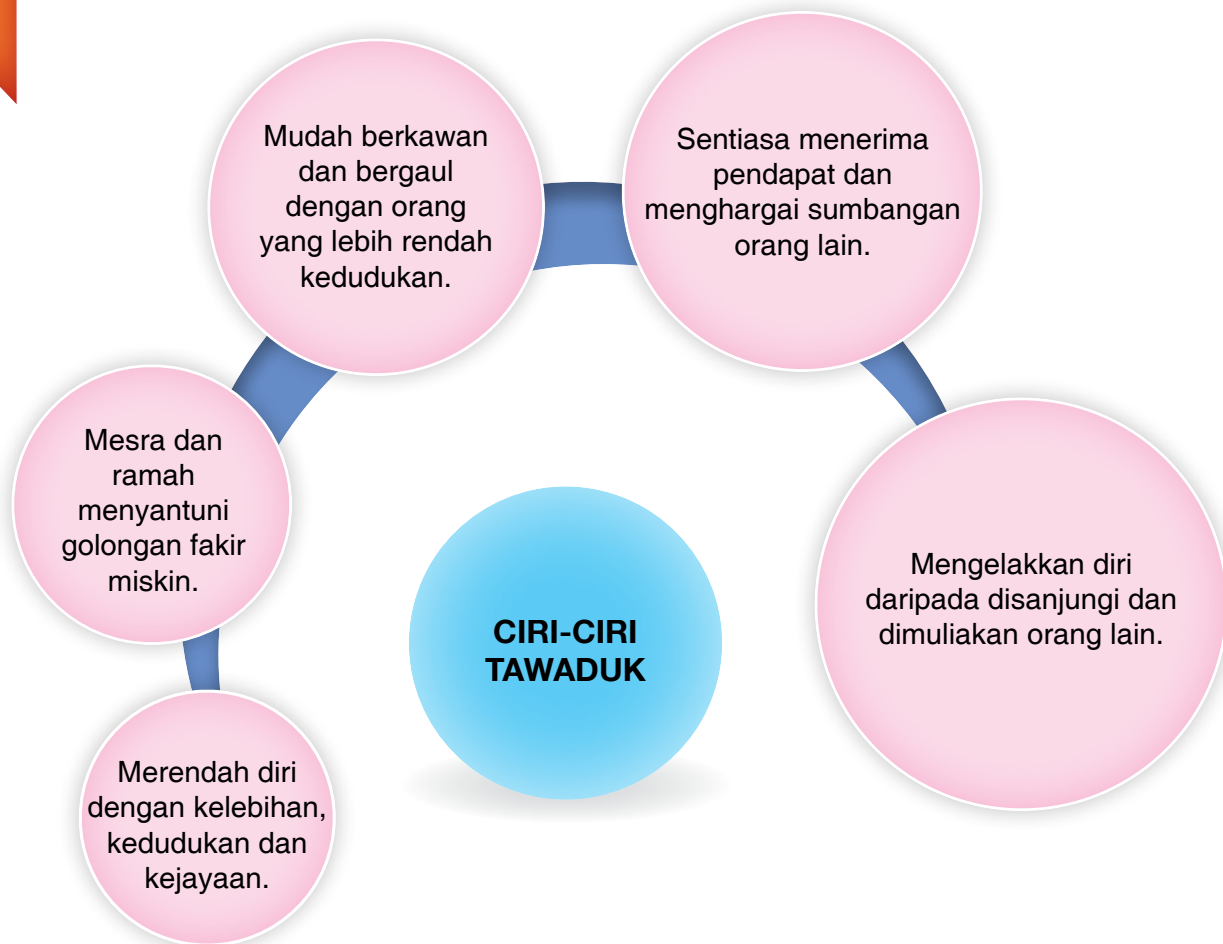 Mudah berkawan
dan bergaul
dengan orang
yang lebih rendah
kedudukan.
Sentiasa menerima
pendapat dan
menghargai sumbangan
orang lain.
Mesra dan
ramah
menyantuni
golongan fakir
miskin.
Mengelakkan diri
daripada disanjungi dan
dimuliakan orang lain.
CIRI-CIRI
TAWADUK
Merendah diri
dengan kelebihan,
kedudukan dan
kejayaan.